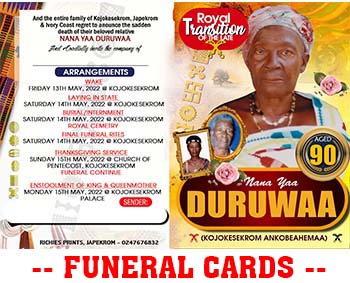 And the entire family of Kojokesekrom, Japekrom
& Ivory Coast regret to anounce the sudden
death of their beloved relative
NANA YAA DURUWAA
And Cordially invite the company of
ARRANGEMENTS
WAKE
FRIDAY 13TH MAY, 2022 @ KOJOKESEKROM
LAYING IN STATE
SATURDAY 14TH MAY, 2022 @ KOJOKESEKROM
BURIAL/INTERNMENT
SATURDAY 14TH MAY, 2022 @ KOJOKESEKROM
ROYAL CEMETRY
FINAL FUNERAL RITES
SATURDAY 14TH MAY, 2022 @ KOJOKESEKROM
THANKSGIVING SERVICE
SUNDAY 15TH MAY, 2022 @ CHURCH OF
PENTECOST, KOJOKESEKROM
FUNERAL CONTINUE
ENSTOOLMENT OF KING & QUEENMOTHER
MONDAY 15TH MAY, 2022 @ KOJOKESEKROM
PALACE
SENDER:
RICHIES PRINTS, JAPEKROM - 0247676832
Royal
Transition
OF THE LATE
AGED
90
Nana Yaa
DURUWAA
(KOJOKESEKROM ANKOBEAHEMAA)
-- FUNERAL CARDS --